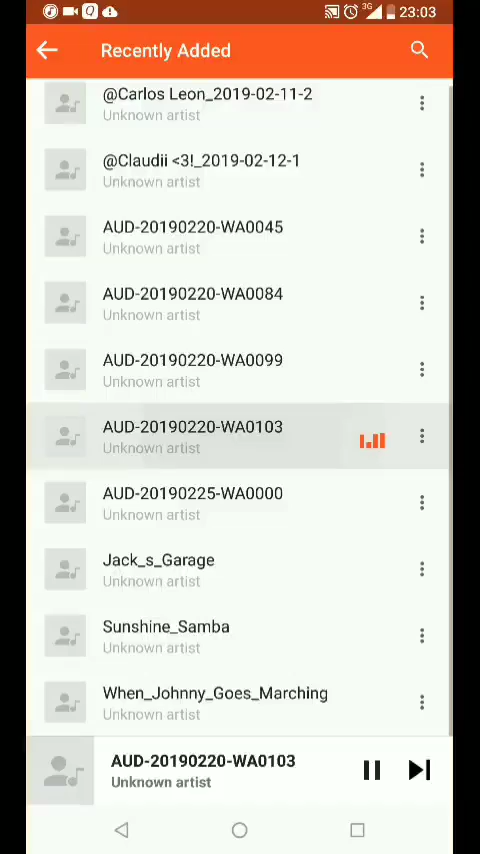 3G 23:03
Recently Added
@Carlos Leon_2019-02-11-2
Unknown artist
@Claudii <3!_2019-02-12-1
Unknown artist
AUD-20190220-WA0045
Unknown artist
AUD-20190220-WA0084
Unknown artist
AUD-20190220-WA0099
Unknown artist
AUD-20190220-WA0103
Unknown artist
AUD-20190225-WA0000
Unknown artist
Jack_s_Garage
Unknown artist
Sunshine_Samba
Unknown artist
When_Johnny_Goes_Marching
Unknown artist
AUD-20190220-WA0103
Unknown artist